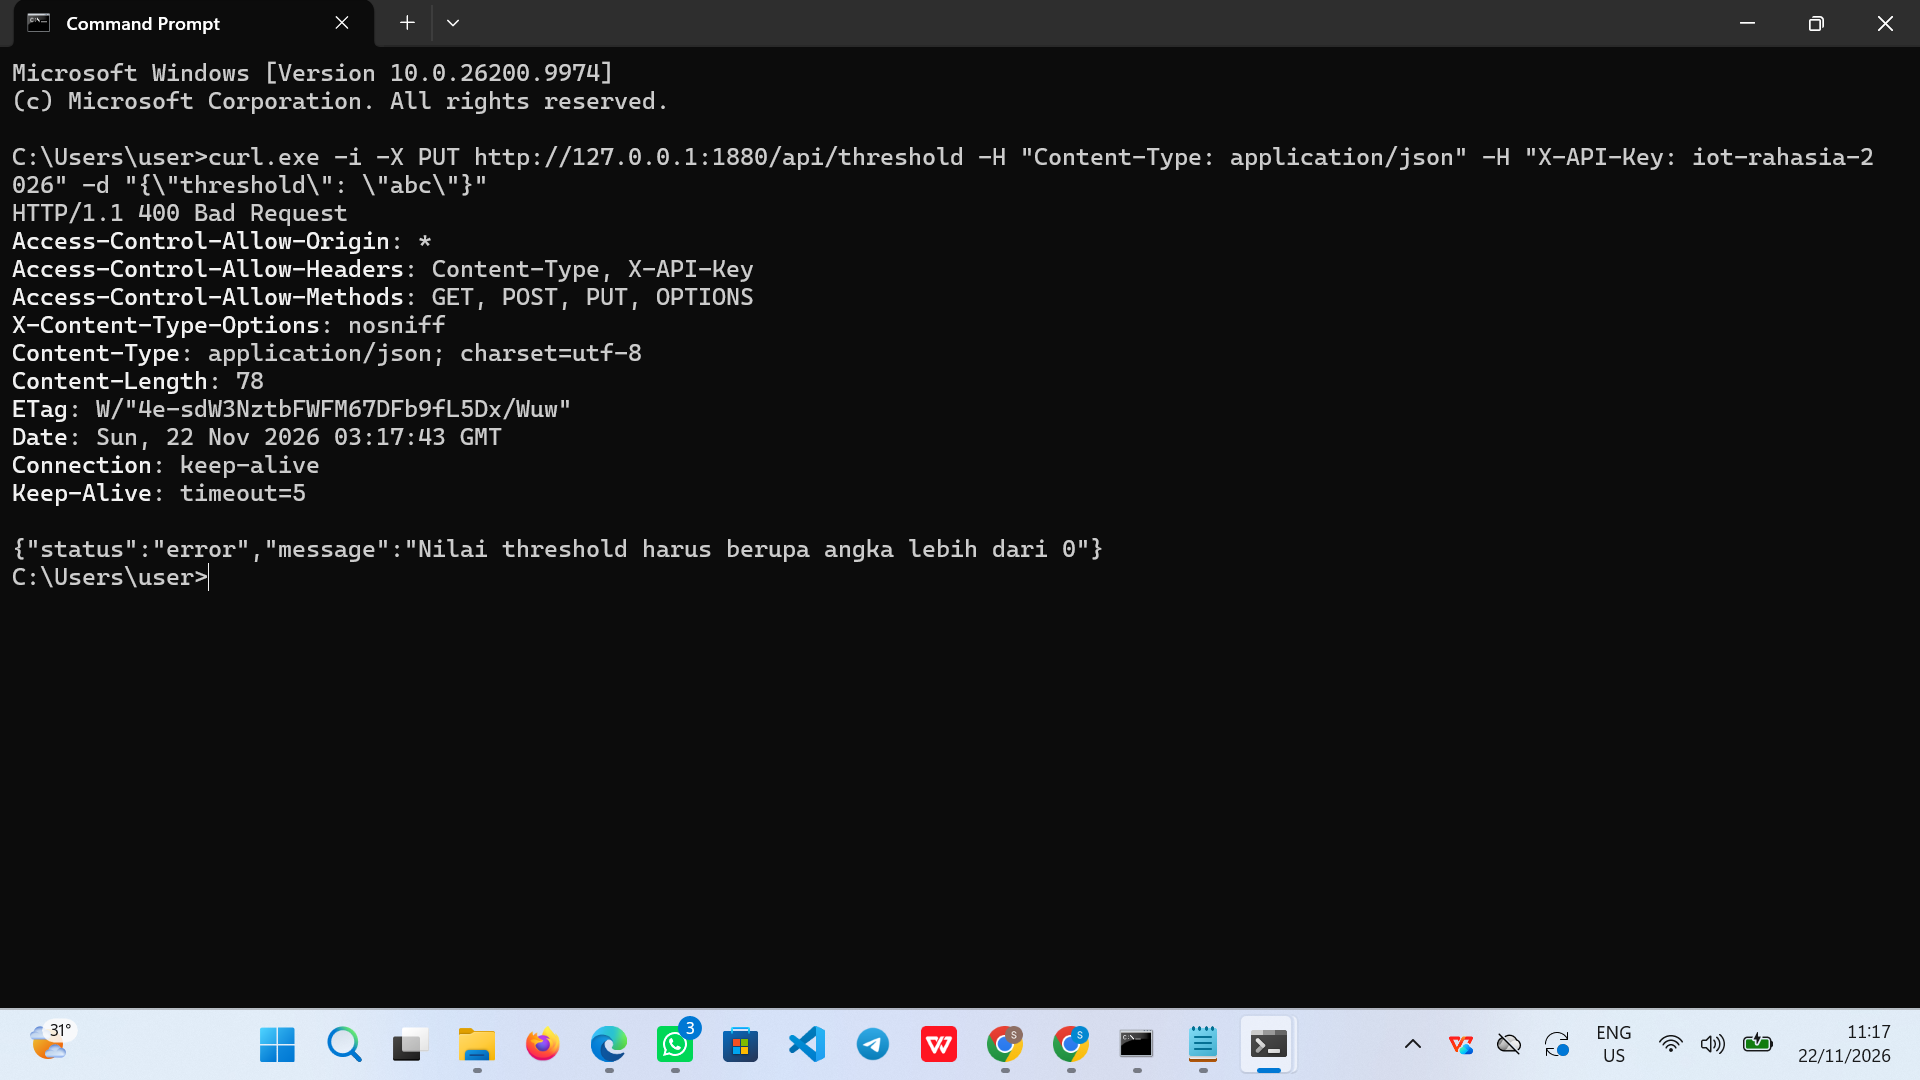 Command Prompt
Microsoft Windows [Version 10.0.26200.9974]
(c) Microsoft Corporation. All rights reserved.
C:\Users\user>curl.exe -i -X PUT http://127.0.0.1:1880/api/threshold -H "Content-Type: application/json" -H "X-API-Key: iot-rahasia-2
026" -d "{\"threshold\": \"abc\"}"
HTTP/1.1 400 Bad Request
Access-Control-Allow-Origin: *
Access-Control-Allow-Headers: Content-Type, X-API-Key
Access-Control-Allow-Methods: GET, POST, PUT, OPTIONS
X-Content-Type-Options: nosniff
Content-Type: application/json; charset=utf-8
Content-Length: 78
ETag: W/"4e-sdW3NztbFWFM67DFb9fL5Dx/Wuw"
Date: Sun, 22 Nov 2026 03:17:43 GMT
Connection: keep-alive
Keep-Alive: timeout=5
{"status":"error","message":"Nilai threshold harus berupa angka lebih dari 0"}
C:\Users\user>
31°
3
S
S
ENG
US
11:17
22/11/2026